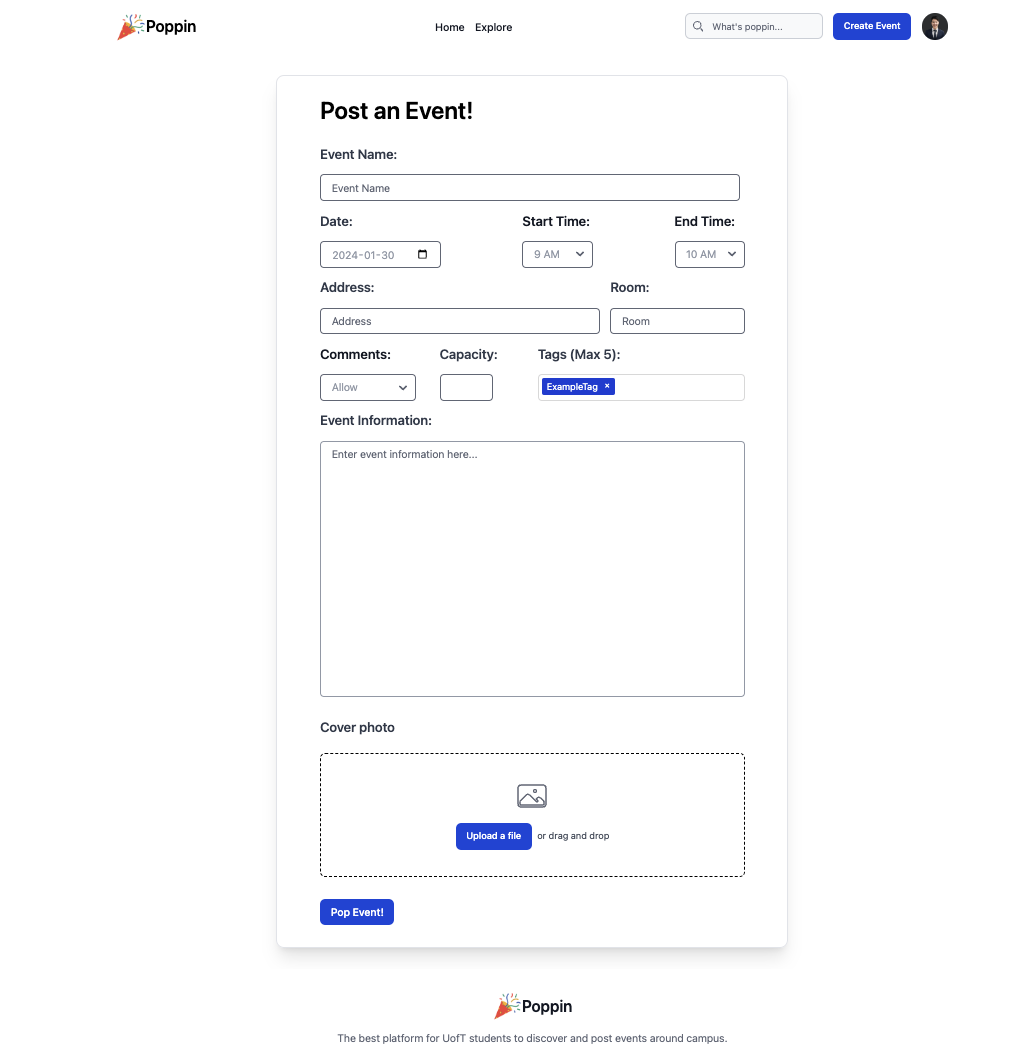 Poppin
Home Explore
What's poppin...
Create Event
Post an Event!
Event Name:
Event Name
Date: Start Time: End Time:
2024-01-30 9 AM 10 AM
Address: Room:
Address Room
Comments: Capacity: Tags (Max 5):
Allow ExampleTag ×
Event Information:
Enter event information here...
Cover photo
Upload a file or drag and drop
Pop Event!
Poppin
The best platform for UofT students to discover and post events around campus.